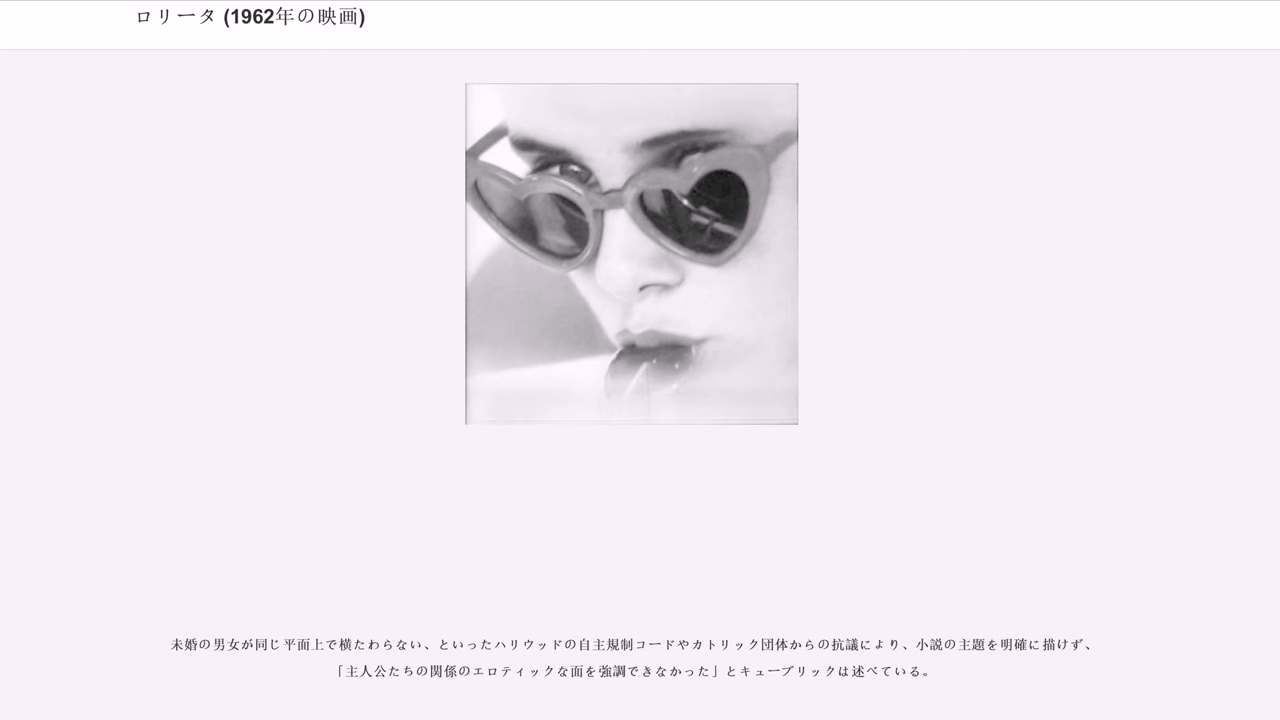 ロリータ (1962年の映画)
未婚の男女が同じ平面上で横たわらない、といったハリウッドの自主規制コードやカトリック団体からの抗議により、小説の主題を明確に描けず、
「主人公たちの関係のエロティックな面を強調できなかった」とキューブリックは述べている。